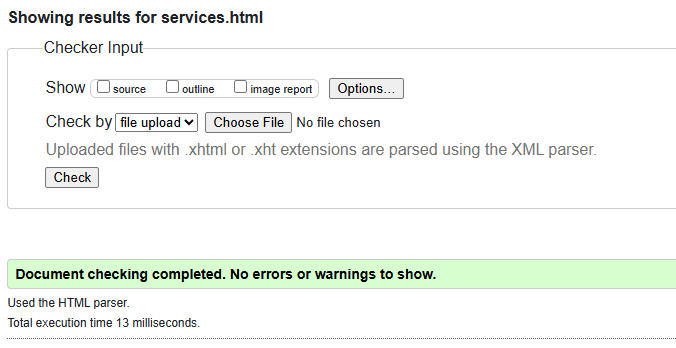 Showing results for services.html
Checker Input
Show source outline image report Options...
Check by file upload Choose File No file chosen
Uploaded files with .xhtml or .xht extensions are parsed using the XML parser.
Check
Document checking completed. No errors or warnings to show.
Used the HTML parser.
Total execution time 13 milliseconds.